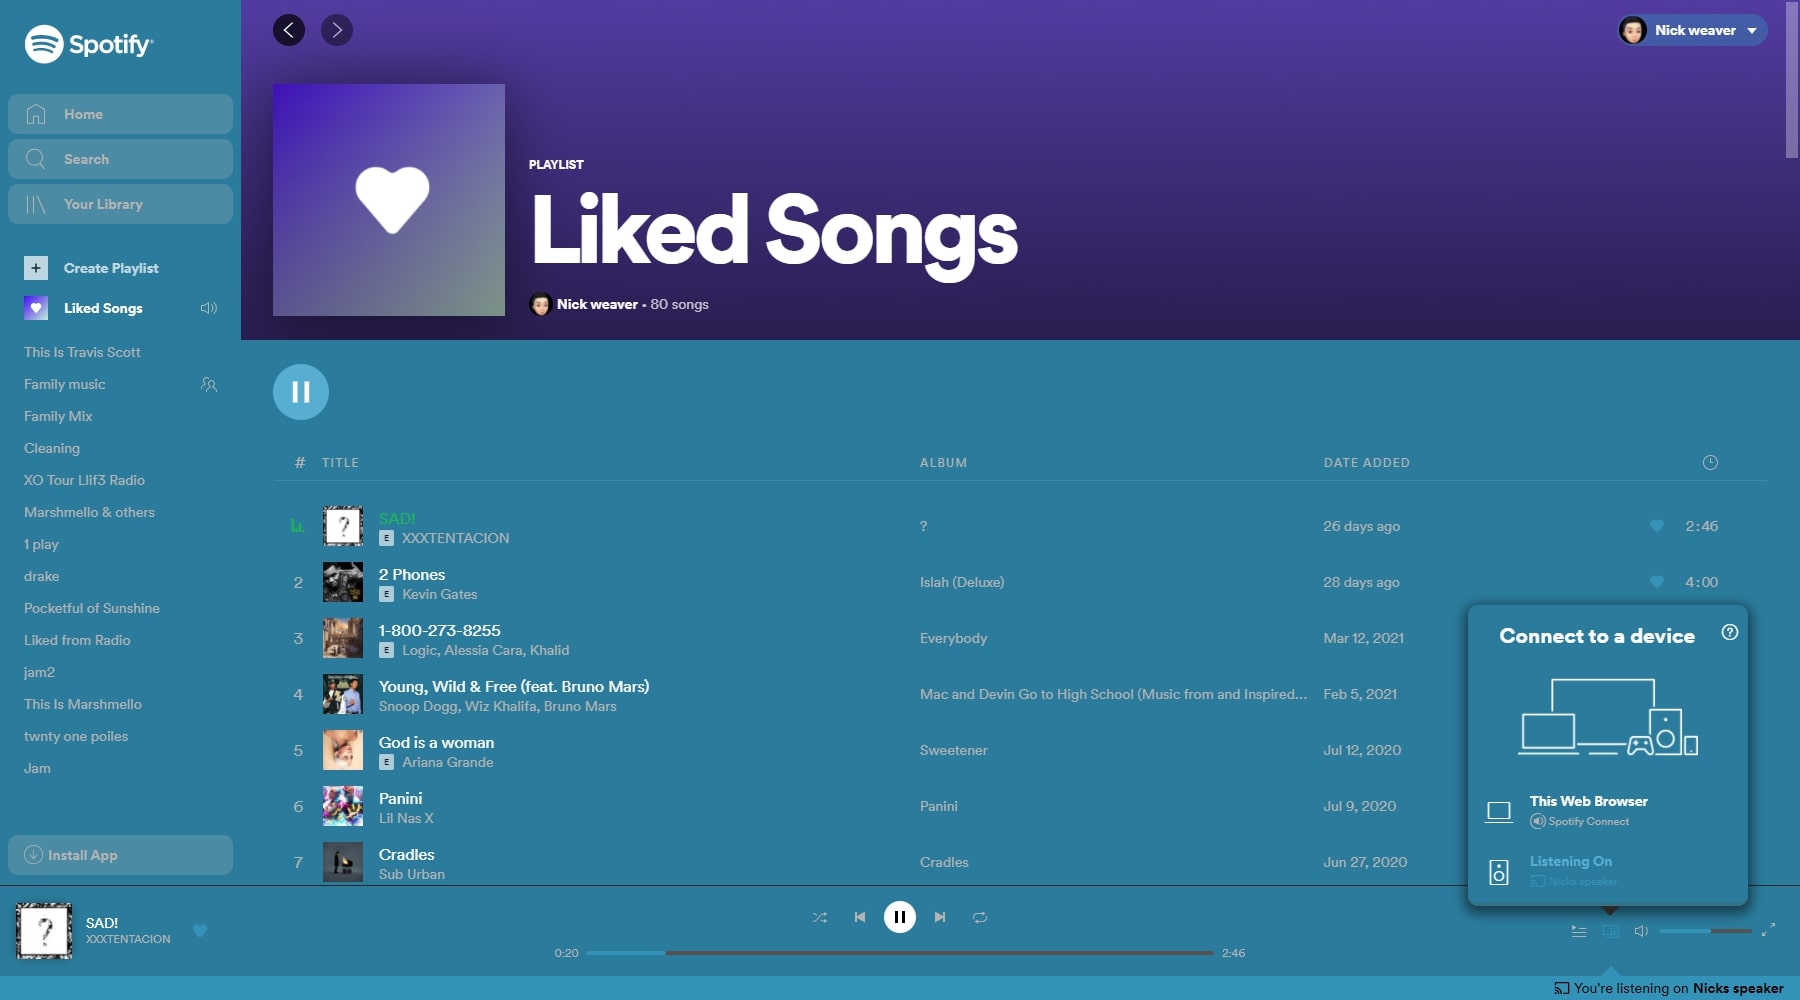 Spotify®
Home
Search
Your Library
Create Playlist
Liked Songs
This Is Travis Scott
Family music
Family Mix
Cleaning
XO Tour Llif3 Radio
Marshmello & others
1 play
drake
Pocketful of Sunshine
Liked from Radio
jam2
This Is Marshmello
twnty one poiles
Jam
Install App
Nick weaver
PLAYLIST
Liked Songs
Nick weaver • 80 songs
# TITLE ALBUM DATE ADDED
SAD! ? 26 days ago 2:46
E XXXTENTACION
2 2 Phones Islah (Deluxe) 28 days ago 4:00
E Kevin Gates
3 1-800-273-8255 Everybody Mar 12, 2021
E Logic, Alessia Cara, Khalid
4 Young, Wild & Free (feat. Bruno Mars) Mac and Devin Go to High School (Music from and Inspired... Feb 5, 2021
Snoop Dogg, Wiz Khalifa, Bruno Mars
5 God is a woman Sweetener Jul 12, 2020
E Ariana Grande
6 Panini Panini Jul 9, 2020
Lil Nas X
7 Cradles Cradles Jun 27, 2020
Sub Urban
Connect to a device ?
This Web Browser
Spotify Connect
Listening On
Nicks speaker
?
SAD!
XXXTENTACION
0:20 2:46
You're listening on Nicks speaker